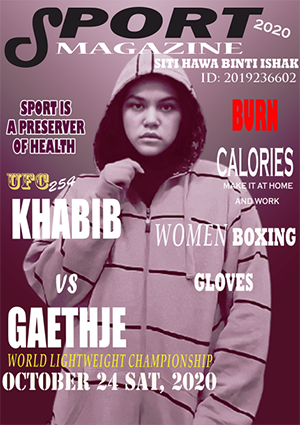 SPORT
2020
MAGAZINE
SITI HAWA BINTI ISHAK
ID: 2019236602
SPORT IS
A PRESERVER
OF HEALTH
BURN
CALORIES
MAKE IT AT HOME
AND WORK
UFC 254
KHABIB
VS
GAETHJE
WOMEN BOXING
GLOVES
WORLD LIGHTWEIGHT CHAMPIONSHIP
OCTOBER 24 SAT, 2020